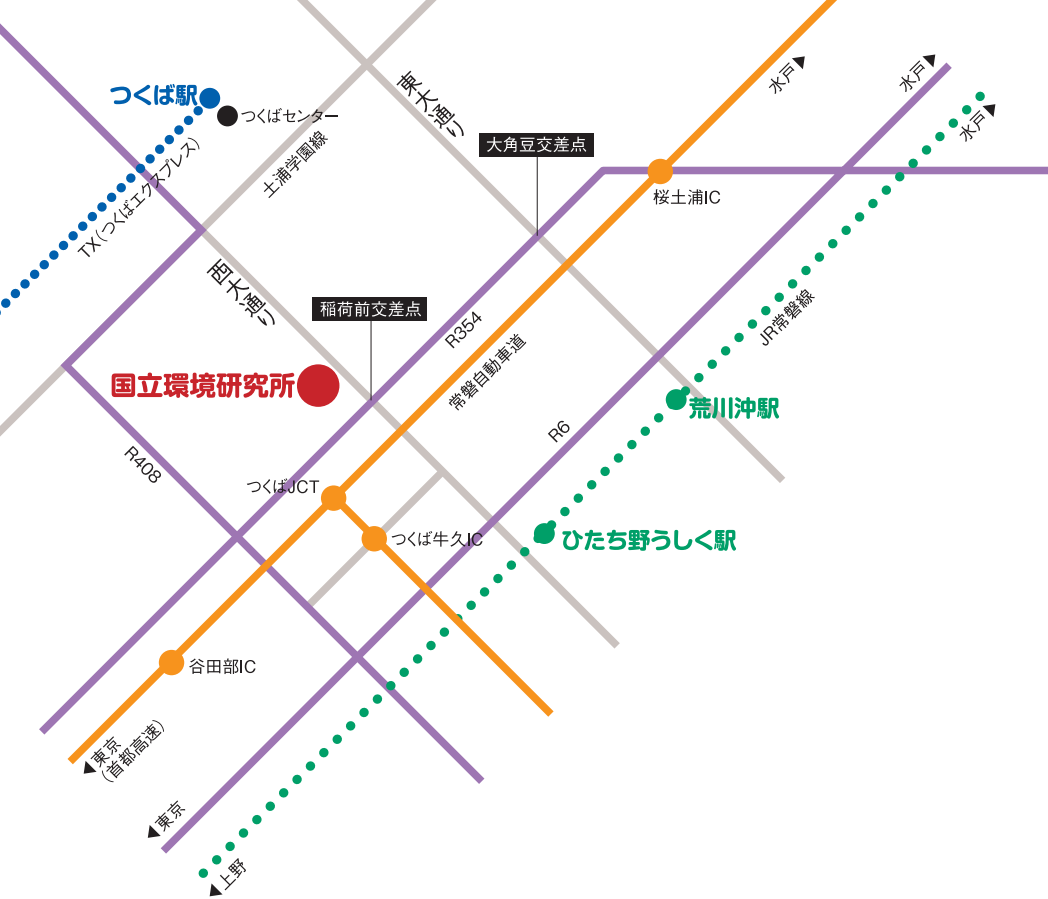 つくば駅
つくばセンター
TX(つくばエクスプレス)
土浦学園線
東大通り
大角豆交差点
水戸▶
水戸▶
水戸▶
桜土浦IC
西大通り
稲荷前交差点
R354
常磐自動車道
JR常磐線
国立環境研究所
荒川沖駅
R408
R6
つくばJCT
つくば牛久IC
ひたち野うしく駅
谷田部IC
◀東京
(首都高速)
◀東京
◀上野